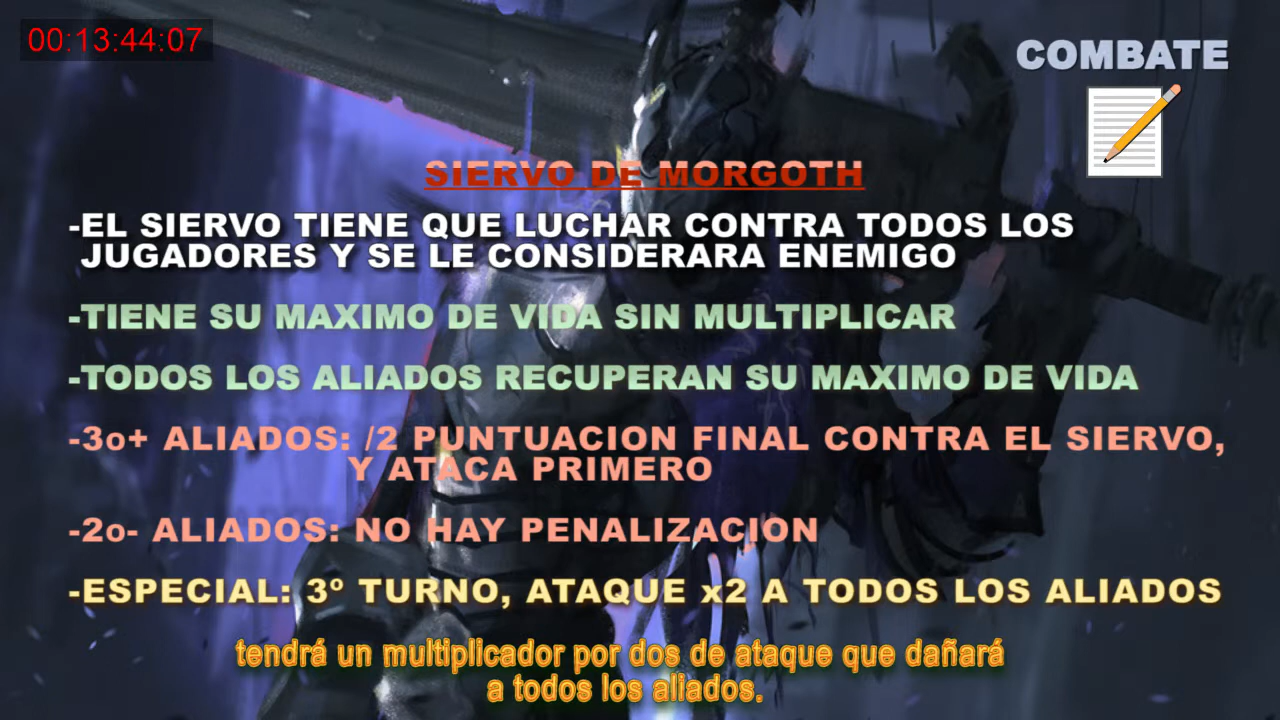 00:13:44:07
COMBATE
SIERVO DE MORGOTH
-EL SIERVO TIENE QUE LUCHAR CONTRA TODOS LOS
JUGADORES Y SE LE CONSIDERARA ENEMIGO
-TIENE SU MAXIMO DE VIDA SIN MULTIPLICAR
-TODOS LOS ALIADOS RECUPERAN SU MAXIMO DE VIDA
-3o+ ALIADOS: /2 PUNTUACION FINAL CONTRA EL SIERVO,
Y ATACA PRIMERO
-2o- ALIADOS: NO HAY PENALIZACION
-ESPECIAL: 3º TURNO, ATAQUE x2 A TODOS LOS ALIADOS
tendrá un multiplicador por dos de ataque que dañará
a todos los aliados.